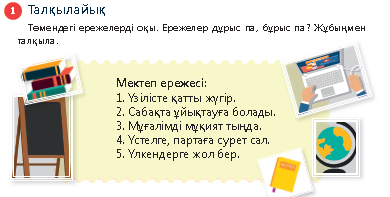 1 Талқылайық
Төмендегі ережелерді оқы. Ережелер дұрыс па, бұрыс па? Жұбыңмен
талқыла.
Мектеп ережесі:
1. Үзілісте қатты жүгір.
2. Сабақта ұйықтауға болады.
3. Мұғалімді мұқият тыңда.
4. Үстелге, партаға сурет сал.
5. Үлкендерге жол бер.